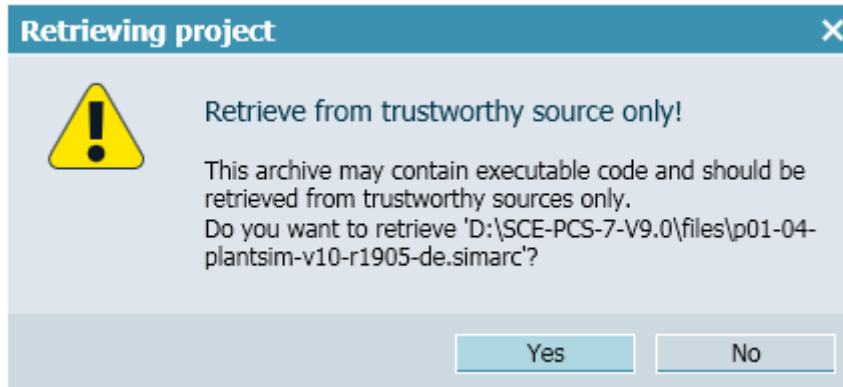 Retrieving project
Retrieve from trustworthy source only!
This archive may contain executable code and should be
retrieved from trustworthy sources only.
Do you want to retrieve 'D:\SCE-PCS-7-V9.0\files\p01-04-
plantsim-v10-r1905-de.simarc'?
Yes
No